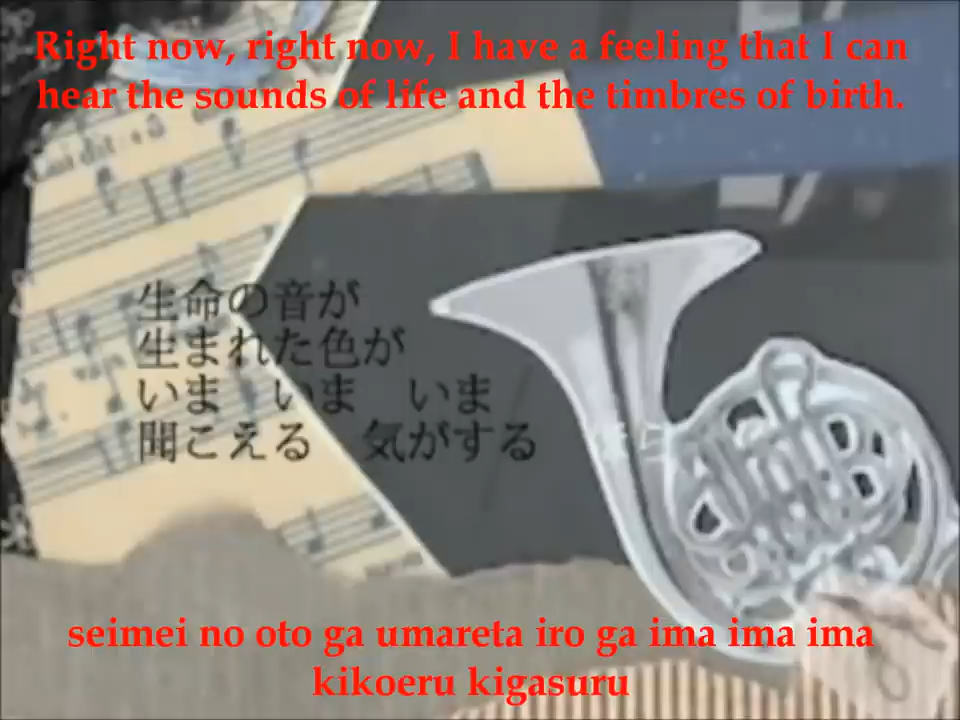 Right now, right now, I have a feeling that I can
hear the sounds of life and the timbres of birth.
生命の音が
生まれた色が
いま　いま　いま
聞こえる　気がする
seimei no oto ga umareta iro ga ima ima ima
kikoeru kigasuru